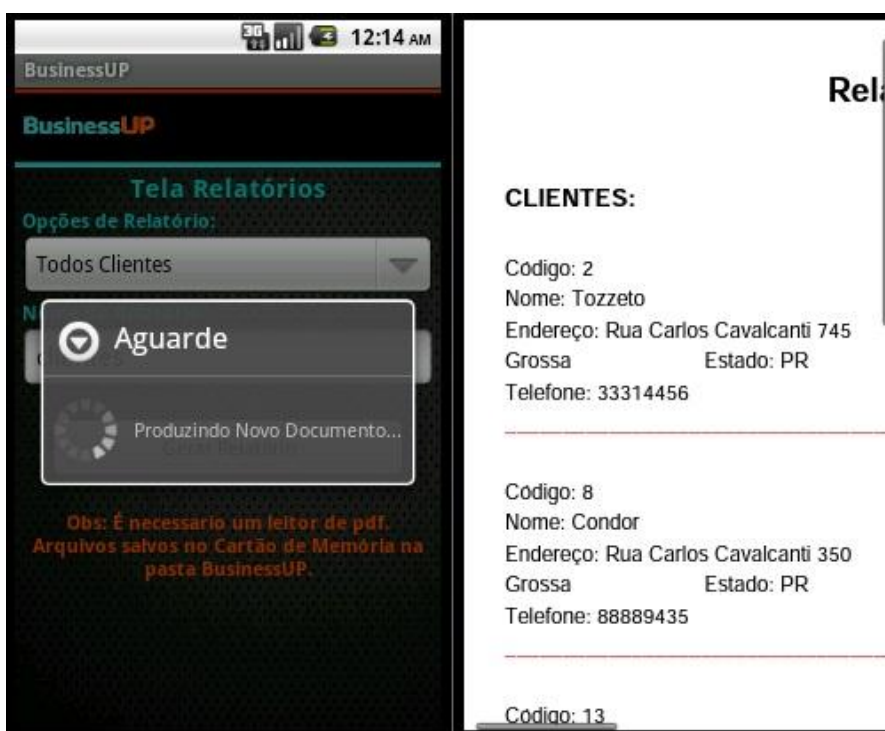 3G 12:14 AM
BusinessUP
BusinessUP
Tela Relatórios
Opções de Relatório:
Todos Clientes
Aguarde
Produzindo Novo Documento...
Gerar Relatório
Obs: É necessario um leitor de pdf.
Arquivos salvos no Cartão de Memória na
pasta BusinessUP.
Rel
CLIENTES:
Código: 2
Nome: Tozzeto
Endereço: Rua Carlos Cavalcanti 745
Grossa Estado: PR
Telefone: 33314456
Código: 8
Nome: Condor
Endereço: Rua Carlos Cavalcanti 350
Grossa Estado: PR
Telefone: 88889435
Código: 13